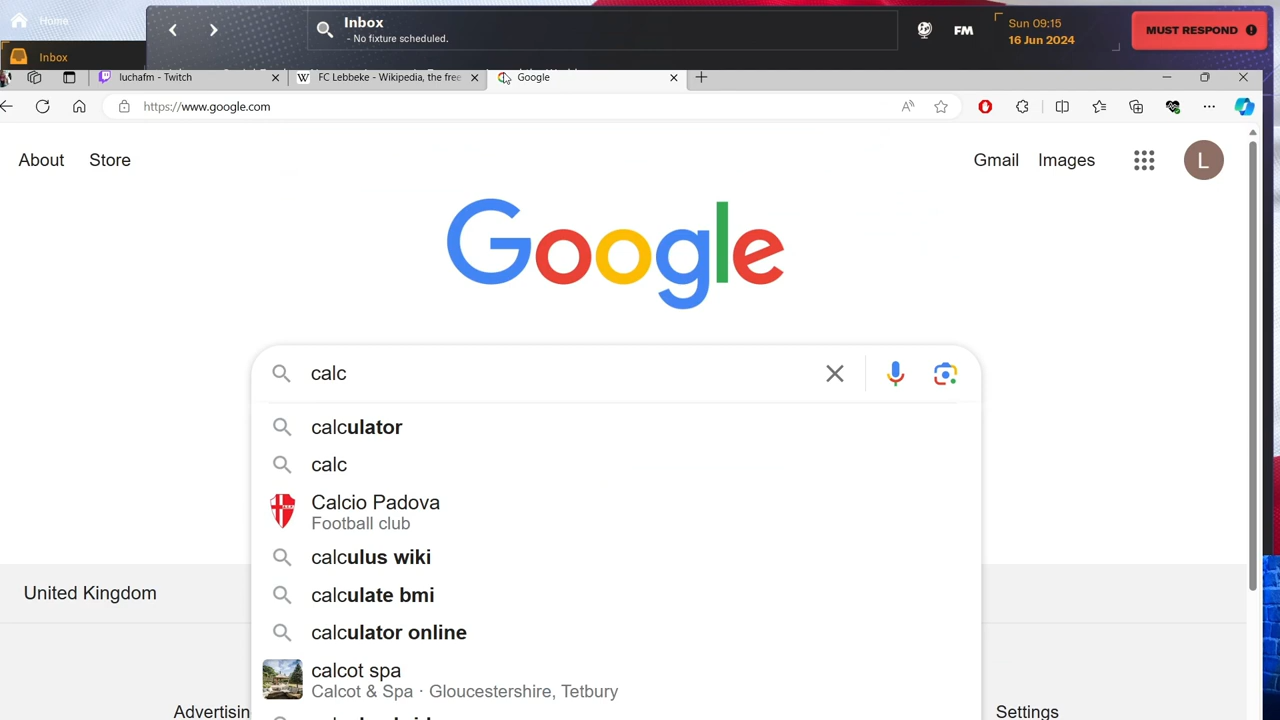 Home
Inbox
- No fixture scheduled.
FM
Sun 09:15
16 Jun 2024
MUST RESPOND
Inbox
luchafm - Twitch
FC Lebbeke - Wikipedia, the free
Google
https://www.google.com
About
Store
Gmail
Images
L
Google
calc
calculator
calc
Calcio Padova
Football club
calculus wiki
calculate bmi
calculator online
calcot spa
Calcot & Spa · Gloucestershire, Tetbury
United Kingdom
Advertisin
Settings